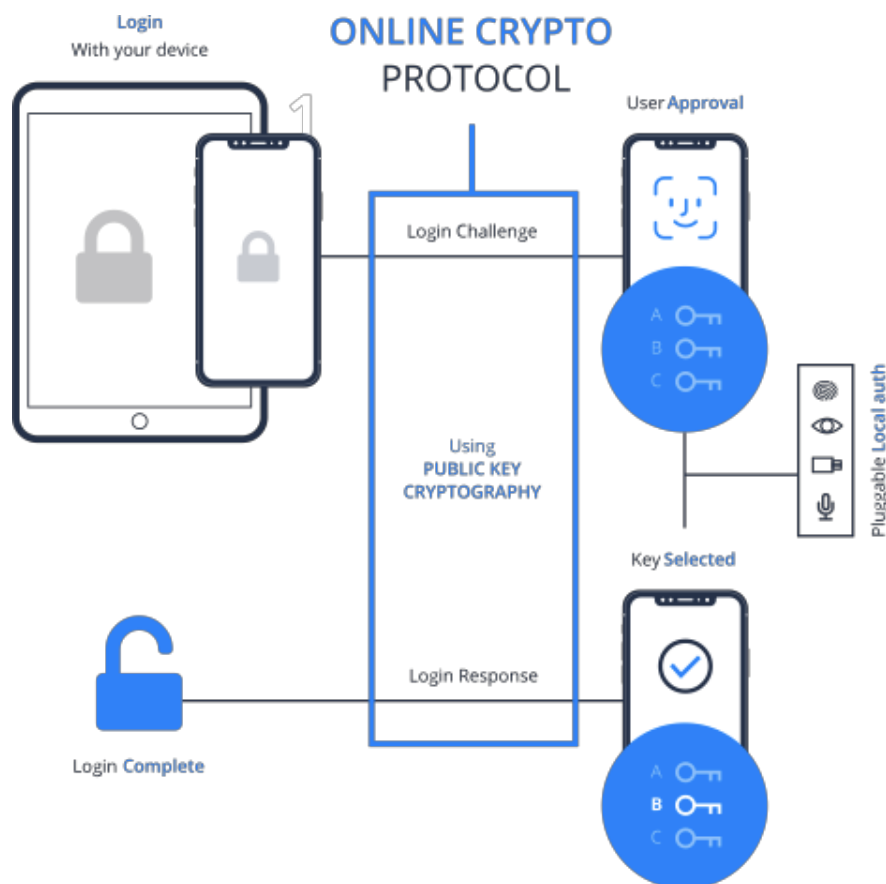 Login
With your device
ONLINE CRYPTO
PROTOCOL
1
User Approval
Login Challenge
A
B
C
Using
PUBLIC KEY
CRYPTOGRAPHY
Pluggable Local auth
Key Selected
Login Response
Login Complete
A
B
C